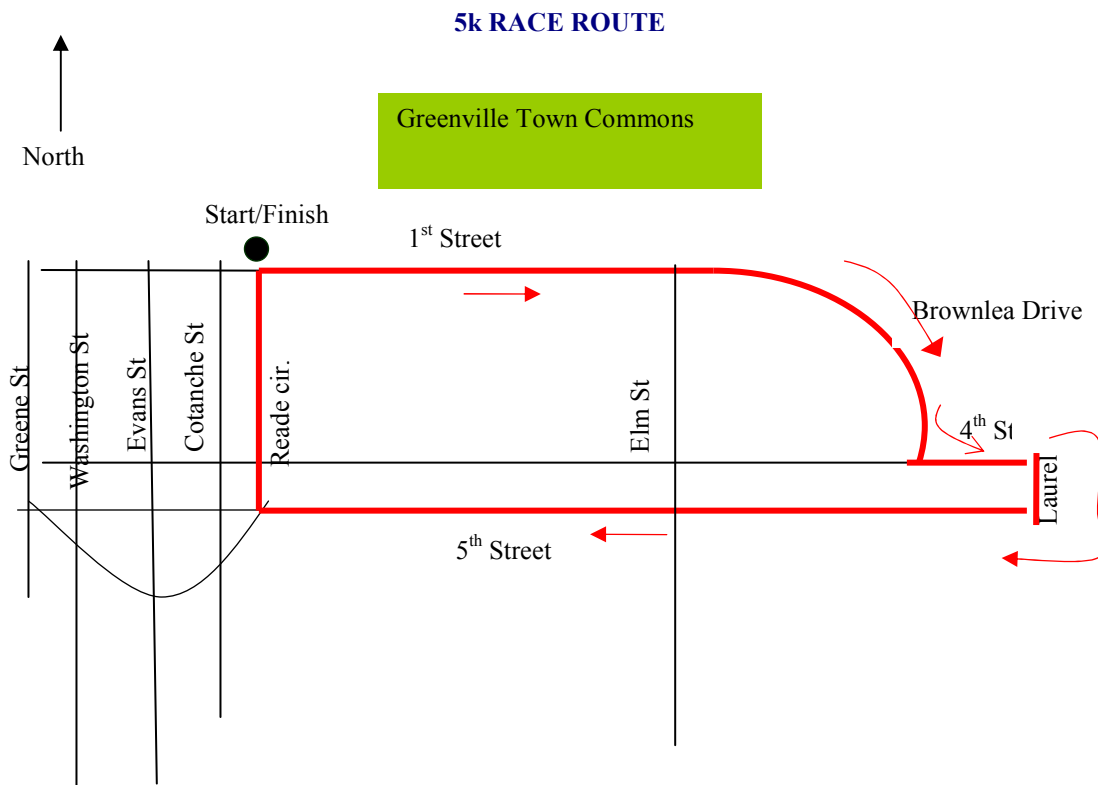 5k RACE ROUTE
Greenville Town Commons
North
Start/Finish
1st Street
Brownlea Drive
Greene St
Washington St
Evans St
Cotanche St
Reade cir.
Elm St
4th St
Laurel
5th Street